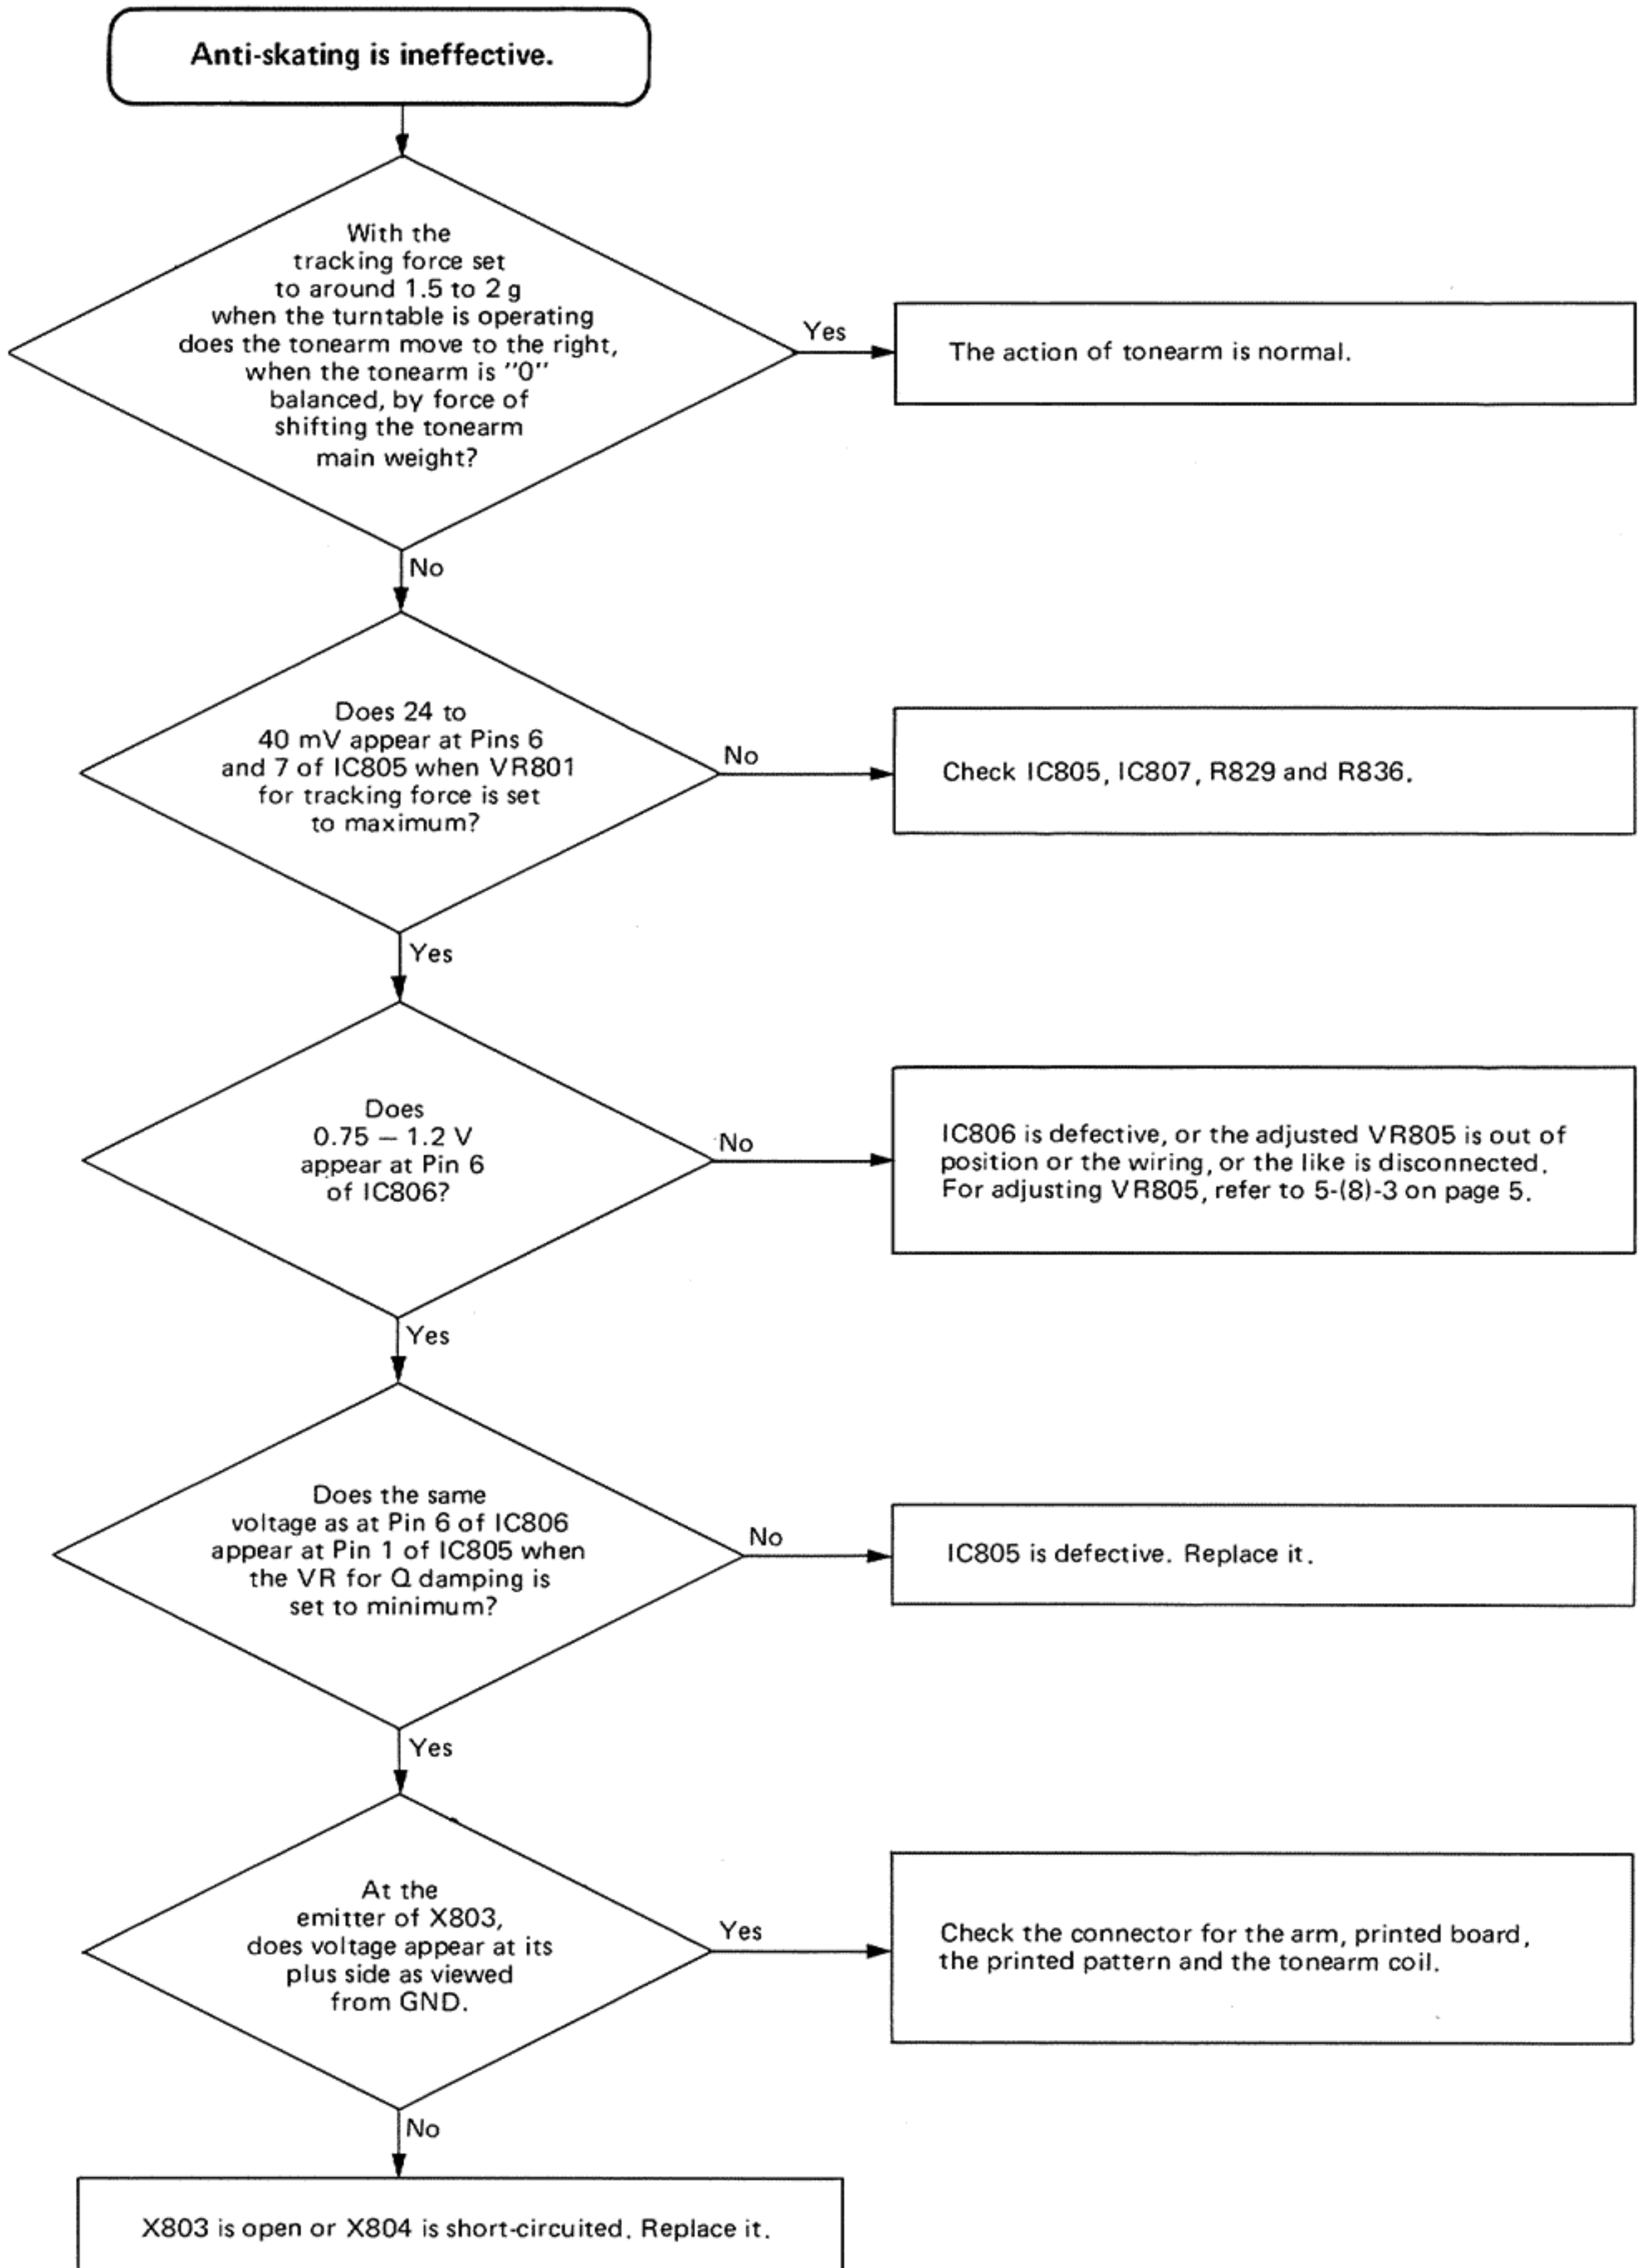 Anti-skating is ineffective.
With the
tracking force set
to around 1.5 to 2 g
when the turntable is operating
does the tonearm move to the right,
when the tonearm is "0"
balanced, by force of
shifting the tonearm
main weight?
Yes
The action of tonearm is normal.
No
Does 24 to
40 mV appear at Pins 6
and 7 of IC805 when VR801
for tracking force is set
to maximum?
No
Check IC805, IC807, R829 and R836.
Yes
Does
0.75 — 1.2 V
appear at Pin 6
of IC806?
No
IC806 is defective, or the adjusted VR805 is out of
position or the wiring, or the like is disconnected.
For adjusting VR805, refer to 5-(8)-3 on page 5.
Yes
Does the same
voltage as at Pin 6 of IC806
appear at Pin 1 of IC805 when
the VR for Q damping is
set to minimum?
No
IC805 is defective. Replace it.
Yes
At the
emitter of X803,
does voltage appear at its
plus side as viewed
from GND.
Yes
Check the connector for the arm, printed board,
the printed pattern and the tonearm coil.
No
X803 is open or X804 is short-circuited. Replace it.